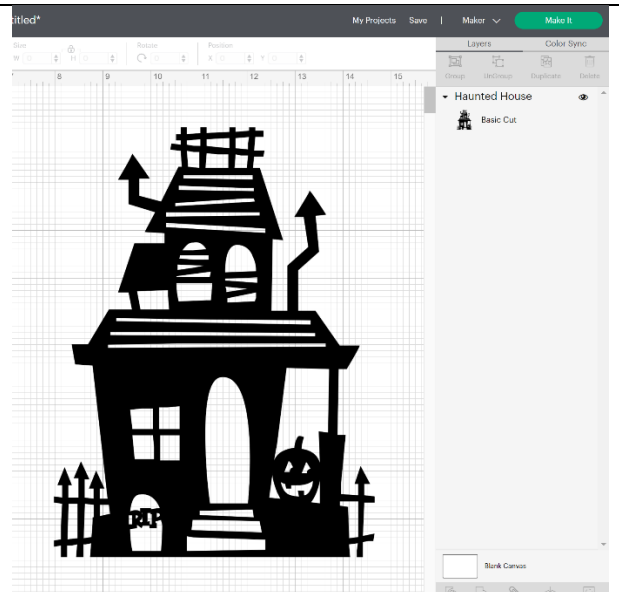 titled*
My Projects Save | Maker Make It
Size Rotate Position
W H X Y
Layers Color Sync
Group UnGroup Duplicate Delete
8 9 10 11 12 13 14 15
Haunted House
Basic Cut
RIP
Blank Canvas